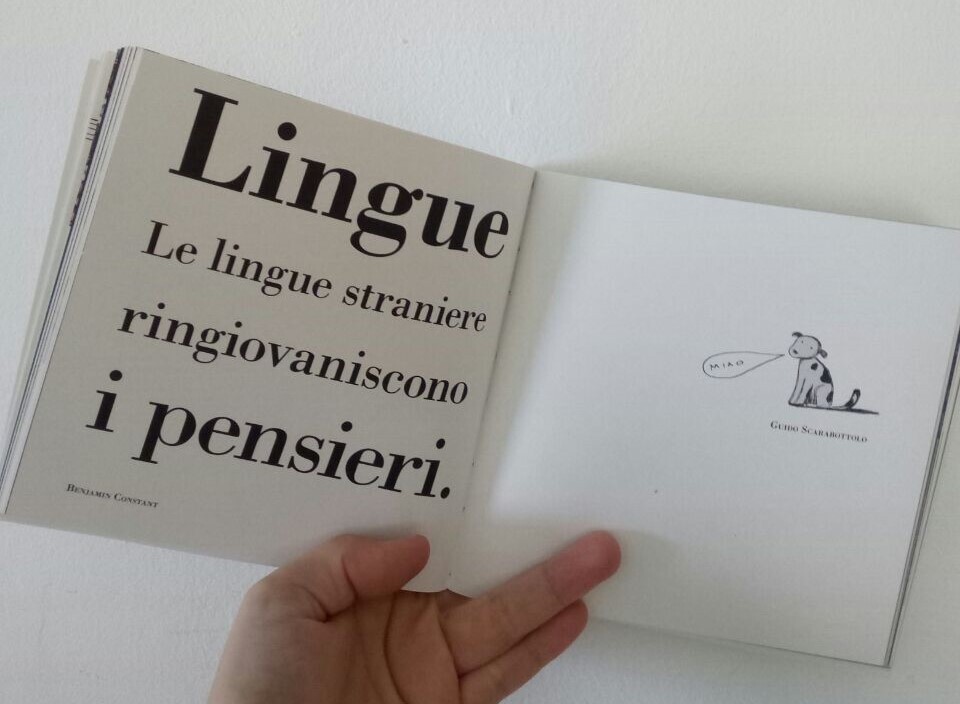 Lingue
Le lingue straniere
ringiovaniscono
i pensieri.
BENJAMIN CONSTANT
MIAO
GUIDO SCARABOTTOLO